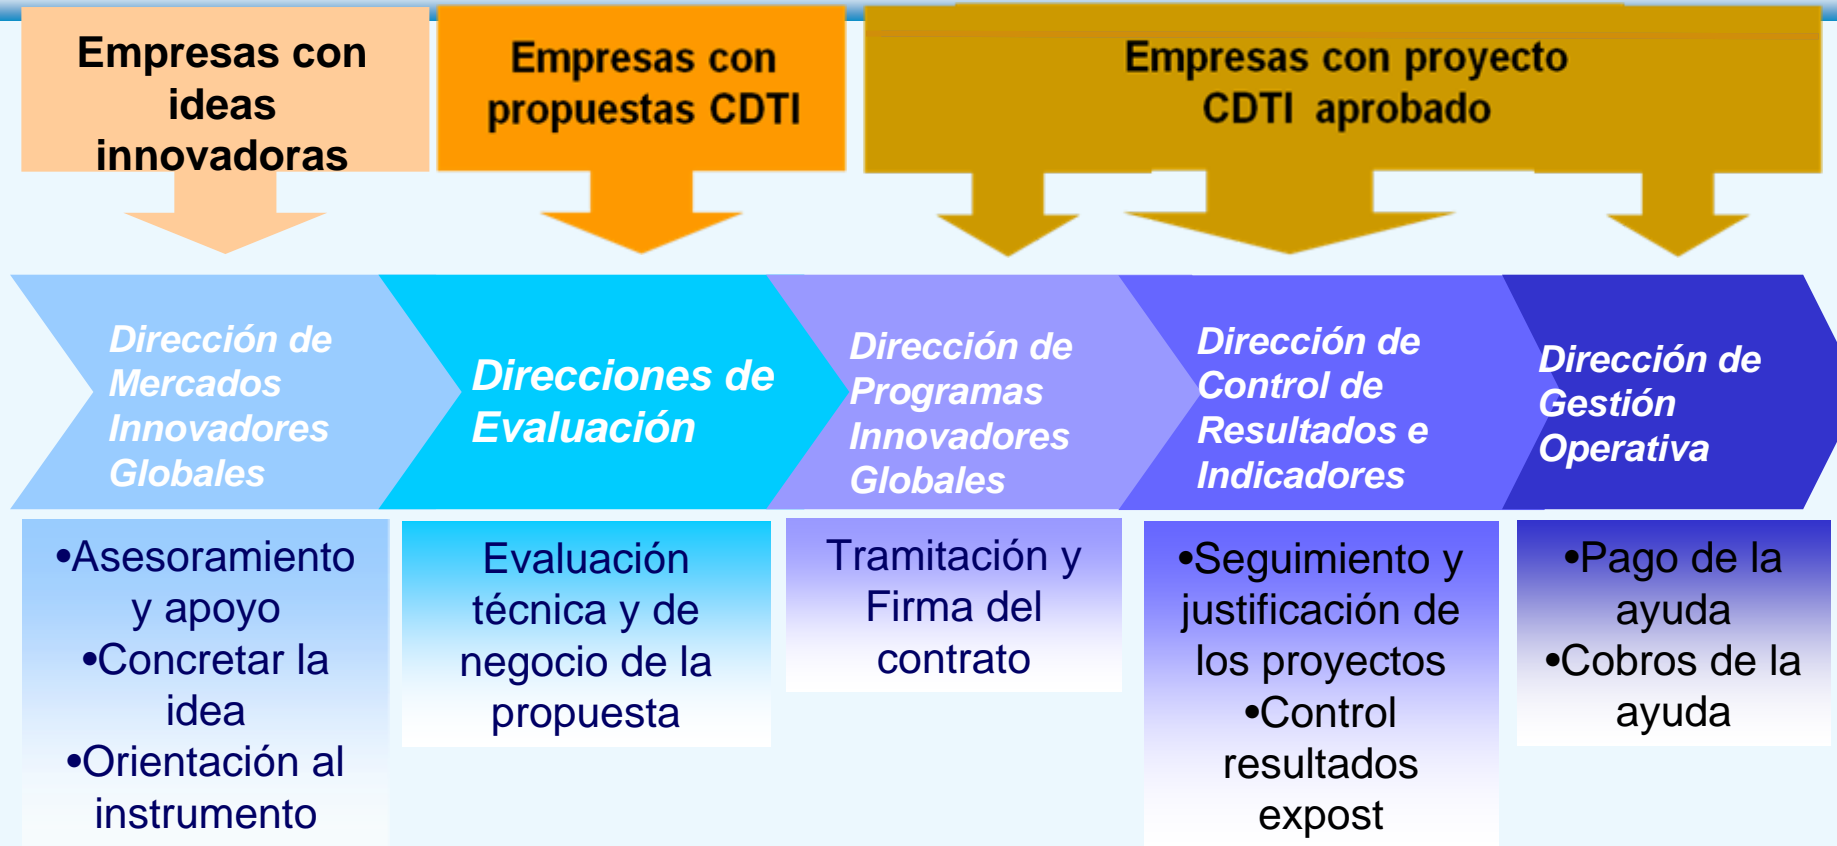 Empresas con
ideas
innovadoras
Empresas con
propuestas CDTI
Empresas con proyecto
CDTI aprobado
Dirección de
Mercados
Innovadores
Globales
Direcciones de
Evaluación
Dirección de
Programas
Innovadores
Globales
Dirección de
Control de
Resultados e
Indicadores
Dirección de
Gestión
Operativa
•Asesoramiento
y apoyo
•Concretar la
idea
•Orientación al
instrumento
Evaluación
técnica y de
negocio de la
propuesta
Tramitación y
Firma del
contrato
•Seguimiento y
justificación de
los proyectos
•Control
resultados
expost
•Pago de la
ayuda
•Cobros de la
ayuda